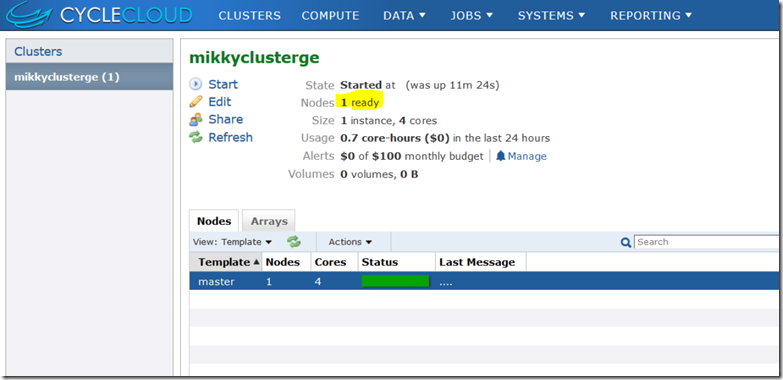 CYCLECLOUD CLUSTERS COMPUTE DATA JOBS SYSTEMS REPORTING
Clusters
mikkyclusterge (1)
mikkyclusterge
Start
Edit
Share
Refresh
State Started at (was up 11m 24s)
Nodes 1 ready
Size 1 instance, 4 cores
Usage 0.7 core-hours ($0) in the last 24 hours
Alerts $0 of $100 monthly budget Manage
Volumes 0 volumes, 0 B
Nodes Arrays
View: Template Actions Search
Template Nodes Cores Status Last Message
master 1 4 ....